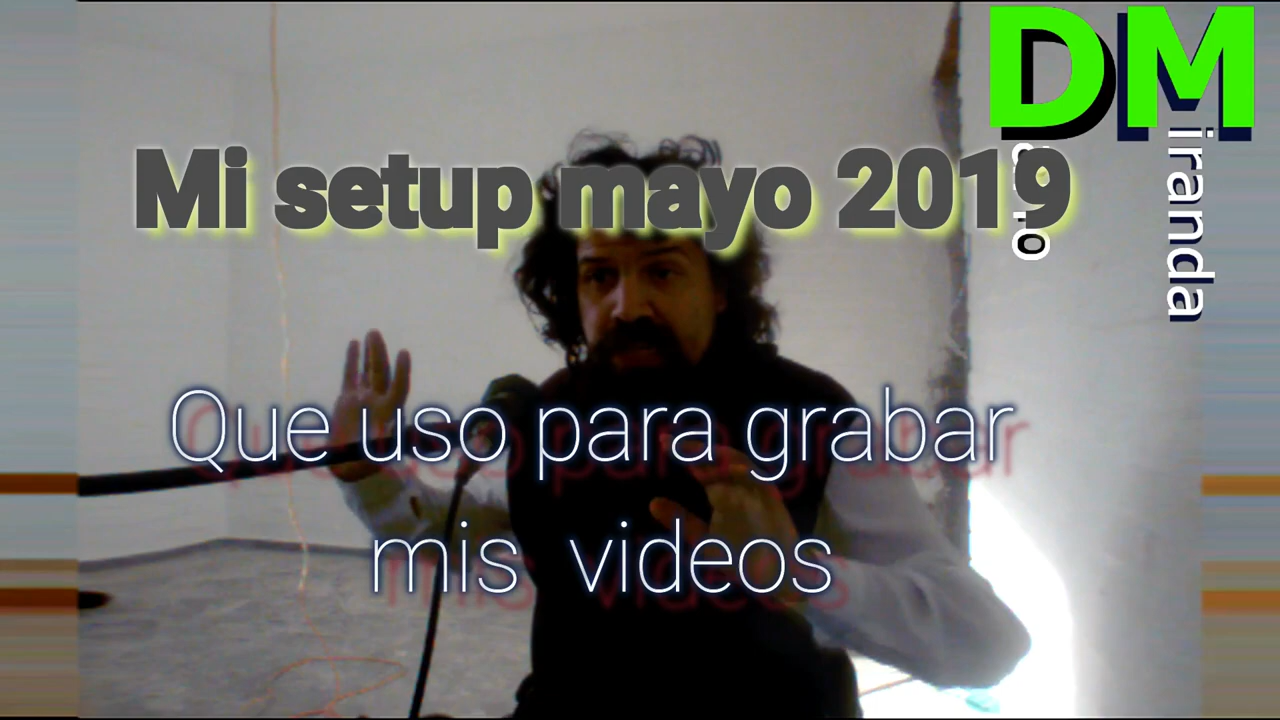 DM
iranda
Mi setup mayo 2019
Que uso para grabar
mis videos